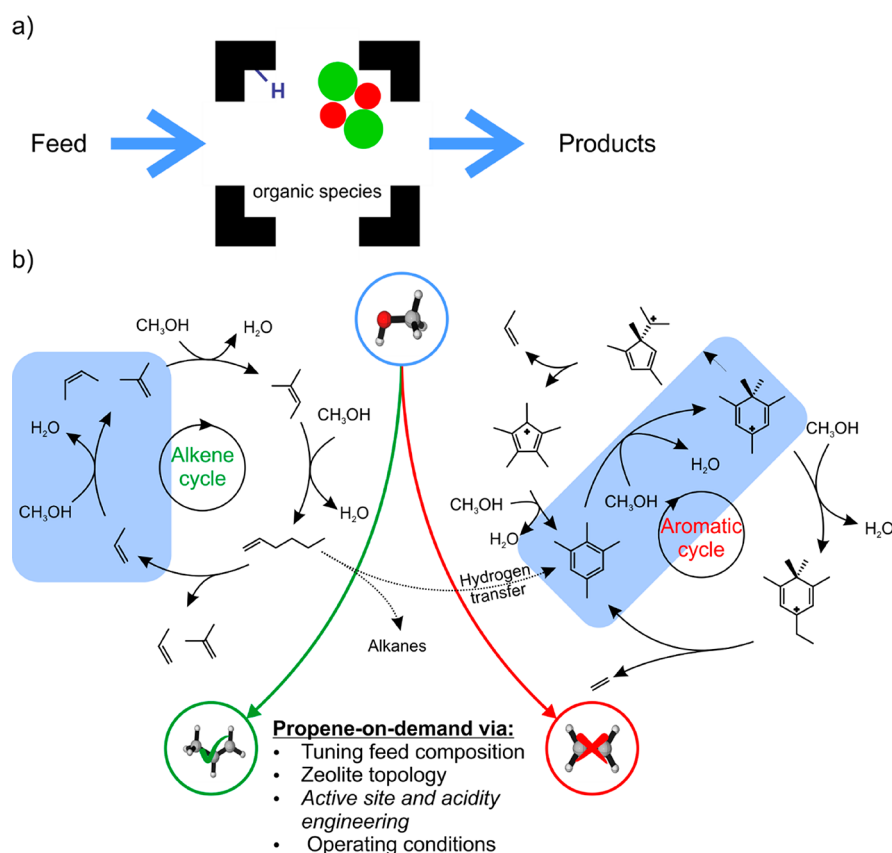 a)
H
Feed
Products
organic species
b)
CH₃OH
H₂O
CH₃OH
H₂O
H₂O
CH₃OH
Alkene
cycle
CH₃OH
H₂O
H₂O
CH₃OH
CH₃OH
H₂O
Aromatic
cycle
H₂O
Hydrogen
transfer
Alkanes
Propene-on-demand via:
• Tuning feed composition
• Zeolite topology
• Active site and acidity
engineering
• Operating conditions